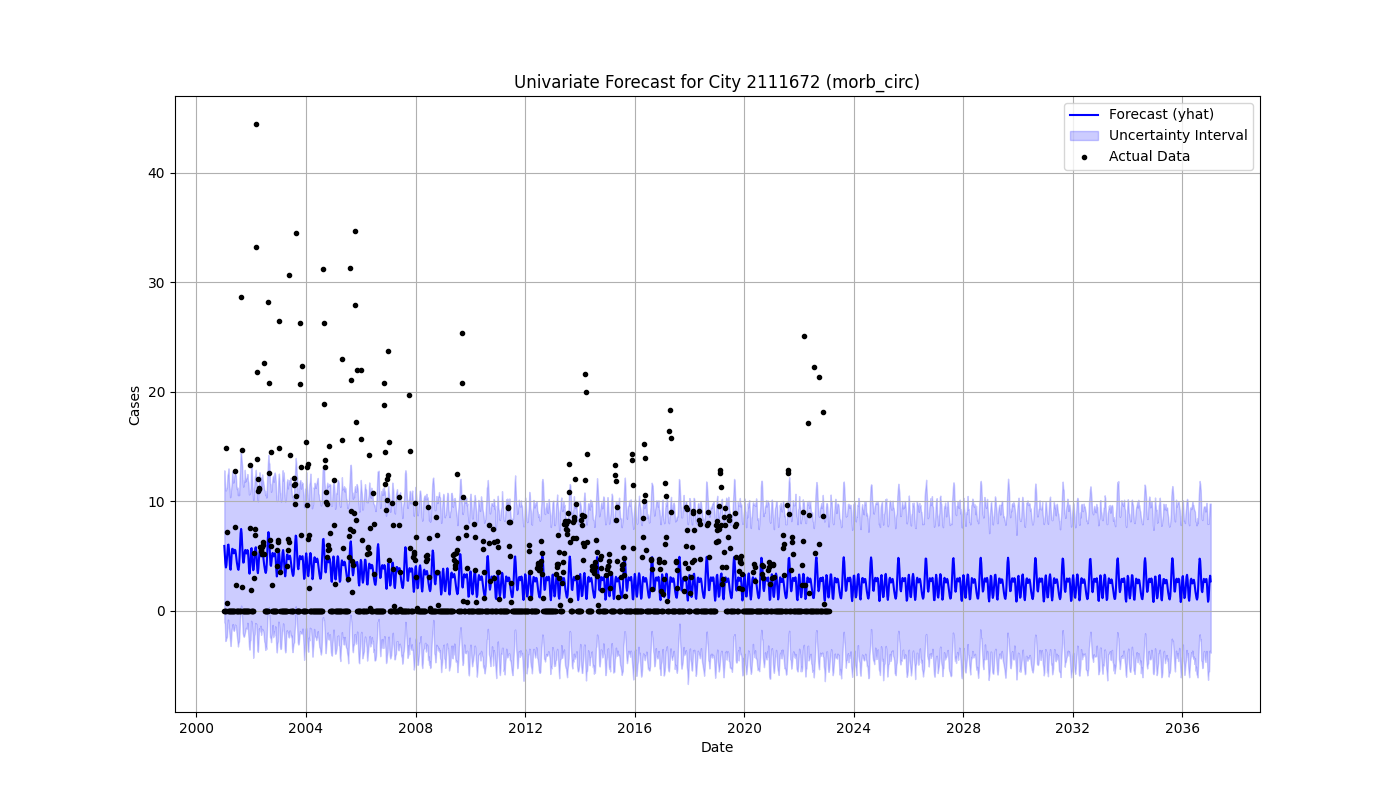 Univariate Forecast for City 2111672 (morb_circ)
Forecast (yhat)
Uncertainty Interval
Actual Data
Cases
40
30
20
10
0
2000 2004 2008 2012 2016 2020 2024 2028 2032 2036
Date